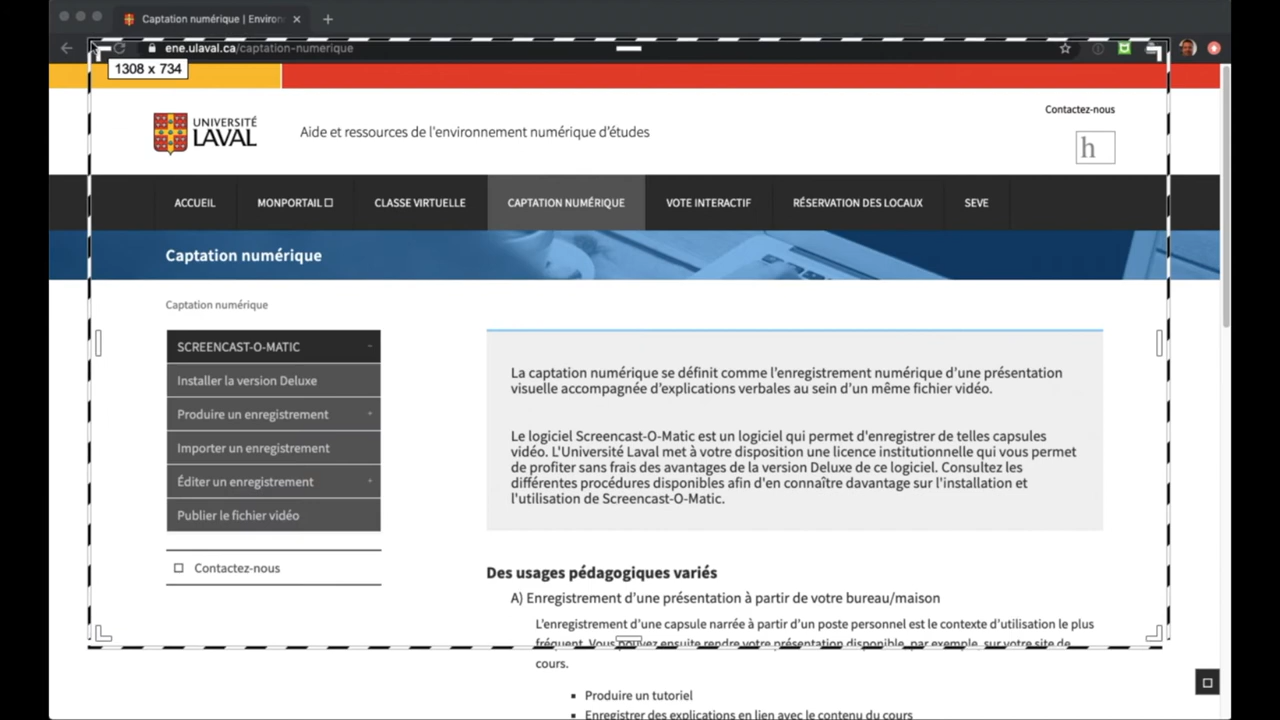 Captation numérique | Environ
ene.ulaval.ca/captation-numerique
1308 x 734
Contactez-nous
UNIVERSITÉ
LAVAL
Aide et ressources de l'environnement numérique d'études
h
ACCUEIL
MONPORTAIL
CLASSE VIRTUELLE
CAPTATION NUMÉRIQUE
VOTE INTERACTIF
RÉSERVATION DES LOCAUX
SEVE
Captation numérique
Captation numérique
SCREENCAST-O-MATIC
Installer la version Deluxe
Produire un enregistrement
Importer un enregistrement
Éditer un enregistrement
Publier le fichier vidéo
Contactez-nous
La captation numérique se définit comme l'enregistrement numérique d'une présentation
visuelle accompagnée d'explications verbales au sein d'un même fichier vidéo.
Le logiciel Screencast-O-Matic est un logiciel qui permet d'enregistrer de telles capsules
vidéo. L'Université Laval met à votre disposition une licence institutionnelle qui vous permet
de profiter sans frais des avantages de la version Deluxe de ce logiciel. Consultez les
différentes procédures disponibles afin d'en connaître davantage sur l'installation et
l'utilisation de Screencast-O-Matic.
Des usages pédagogiques variés
A) Enregistrement d'une présentation à partir de votre bureau/maison
L'enregistrement d'une capsule narrée à partir d'un poste personnel est le contexte d'utilisation le plus
fréquent. Vous pouvez ensuite rendre votre présentation disponible, par exemple, sur votre site de
cours.
▪ Produire un tutoriel
▪ Enregistrer des explications en lien avec le contenu du cours